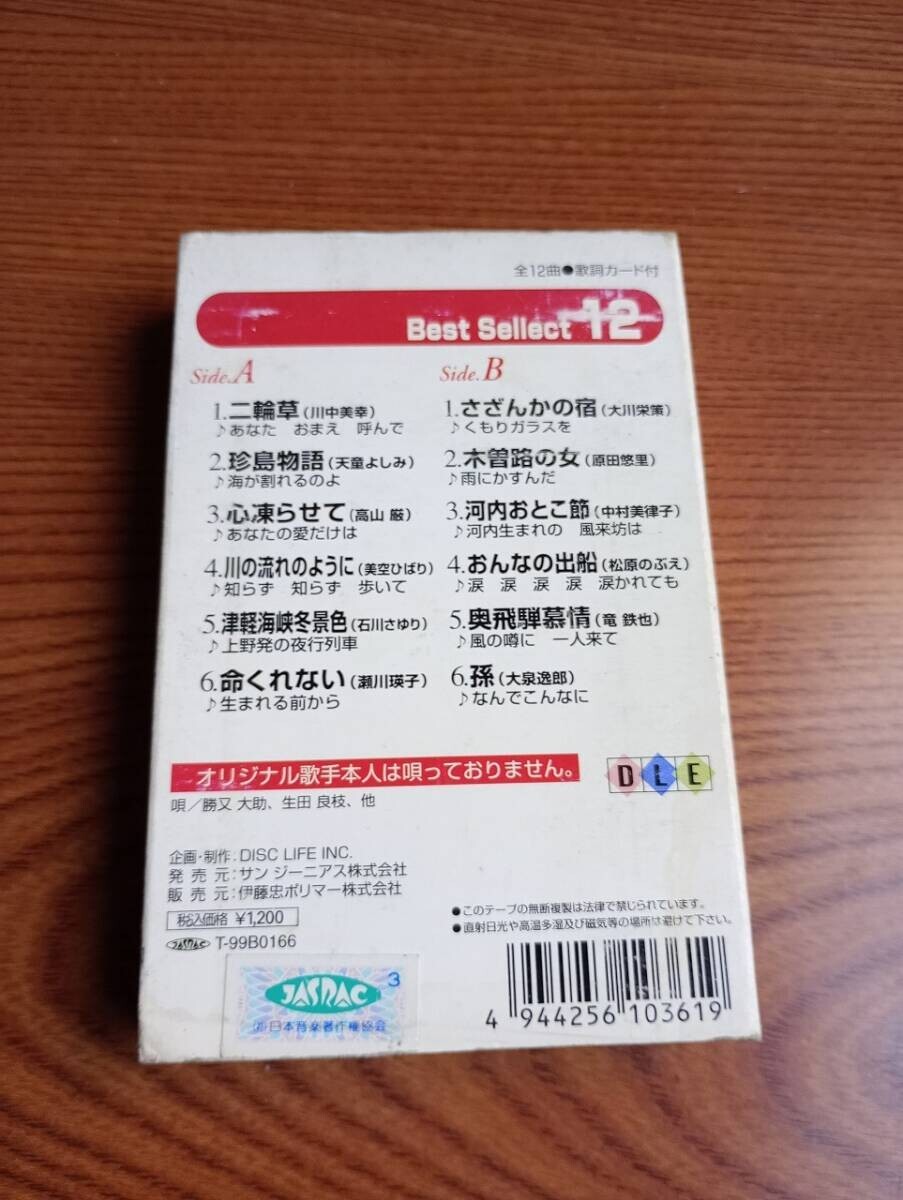 全12曲●歌詞カード付
Best Sellect 12
Side.A
1.二輪草(川中美幸)
♪あなた おまえ 呼んで
2.珍島物語(天童よしみ)
♪海が割れるのよ
3.心凍らせて(高山 厳)
♪あなたの愛だけは
4.川の流れのように(美空ひばり)
♪知らず 知らず 歩いて
5.津軽海峡冬景色(石川さゆり)
♪上野発の夜行列車
6.命くれない(瀬川瑛子)
♪生まれる前から
Side.B
1.さざんかの宿(大川栄策)
♪くもりガラスを
2.木曽路の女(原田悠里)
♪雨にかすんだ
3.河内おとこ節(中村美律子)
♪河内生まれの 風来坊は
4.おんなの出船(松原のぶえ)
♪涙 涙 涙 涙 涙かれても
5.奥飛騨慕情(竜 鉄也)
♪風の噂に 一人来て
6.孫(大泉逸郎)
♪なんでこんなに
オリジナル歌手本人は唄っておりません。
DLE
唄/勝又 大助、生田 良枝、他
企画・制作:DISC LIFE INC.
発 売 元:サン ジーニアス株式会社
販 売 元:伊藤忠ポリマー株式会社
税込価格 ¥1,200
JASRAC T-99B0166
●このテープの無断複製は法律で禁じられています。
●直射日光や高温多湿及び磁気等の場所は避けて下さい。
JASRAC 3
(社)日本音楽著作権協会
4 944256 103619